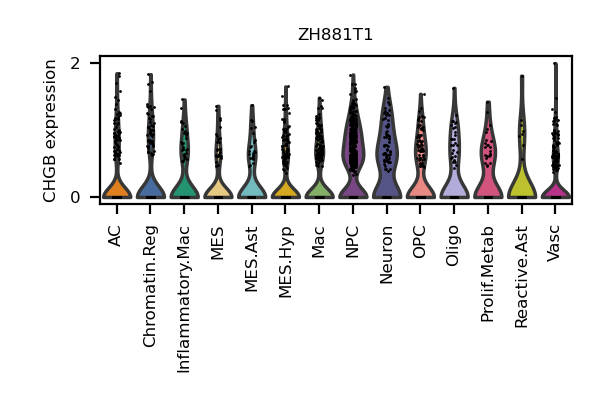 ZH881T1
CHGB expression
2
0
AC
Chromatin.Reg
Inflammatory.Mac
MES
MES.Ast
MES.Hyp
Mac
NPC
Neuron
OPC
Oligo
Prolif.Metab
Reactive.Ast
Vasc